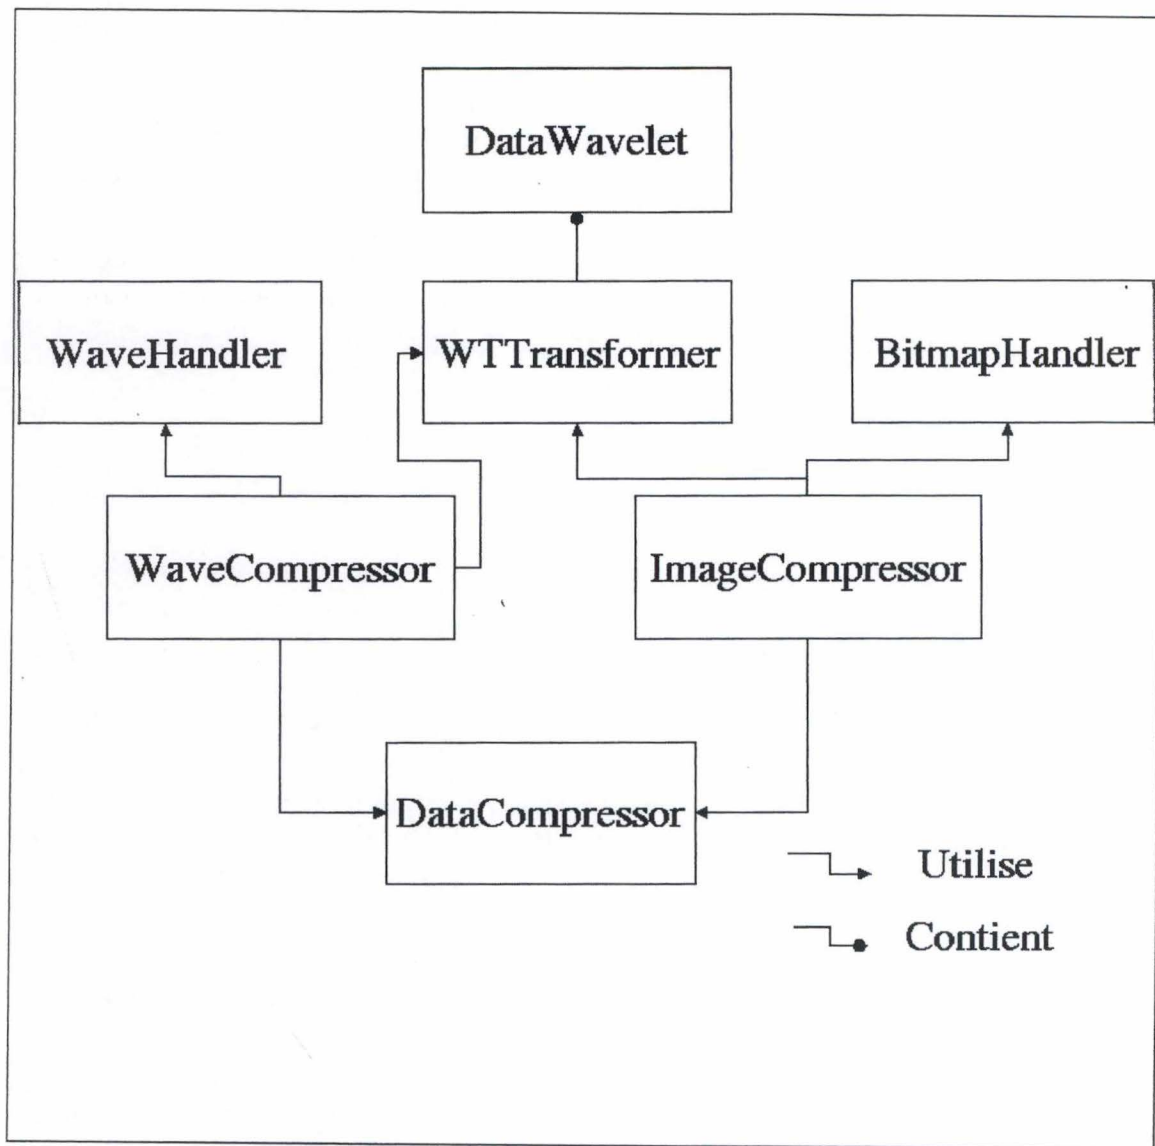 DataWavelet
WaveHandler
WTTransformer
BitmapHandler
WaveCompressor
ImageCompressor
DataCompressor
Utilise
Contient